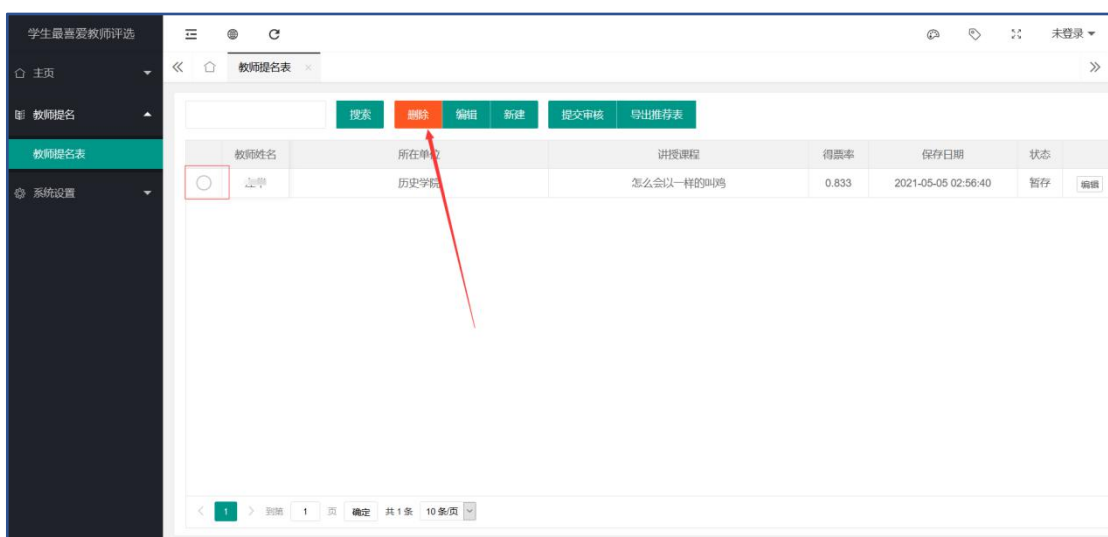 学生最喜爱教师评选
未登录
主页
教师提名表
教师提名
搜索 删除 编辑 新建 提交审核 导出推荐表
教师提名表
教师姓名 所在单位 讲授课程 得票率 保存日期 状态
历史学院 怎么会以一样的叫鸡 0.833 2021-05-05 02:56:40 暂存 编辑
系统设置
1 到第 1 页 确定 共 1 条 10 条/页